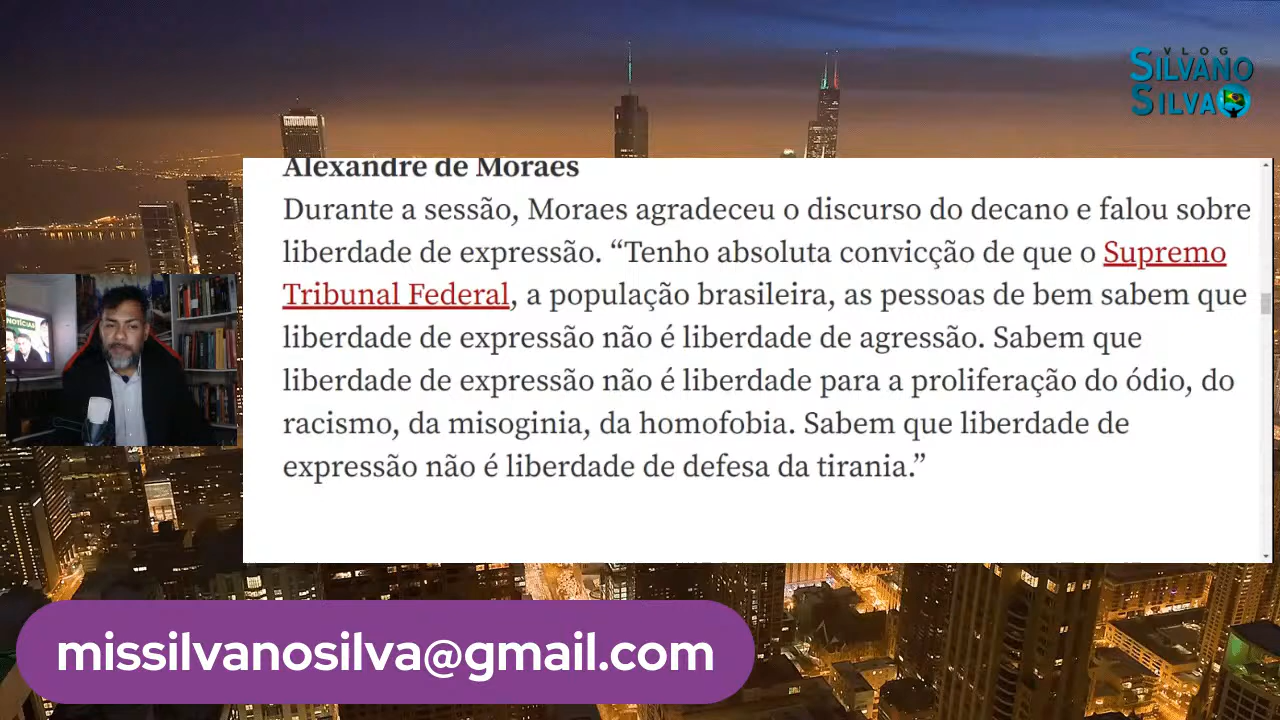 VLOG
SILVANO
SILVA
Alexandre de Moraes
Durante a sessão, Moraes agradeceu o discurso do decano e falou sobre
liberdade de expressão. “Tenho absoluta convicção de que o Supremo
Tribunal Federal, a população brasileira, as pessoas de bem sabem que
liberdade de expressão não é liberdade de agressão. Sabem que
liberdade de expressão não é liberdade para a proliferação do ódio, do
racismo, da misoginia, da homofobia. Sabem que liberdade de
expressão não é liberdade de defesa da tirania.”
NOTÍCIAS
missilvanosilva@gmail.com